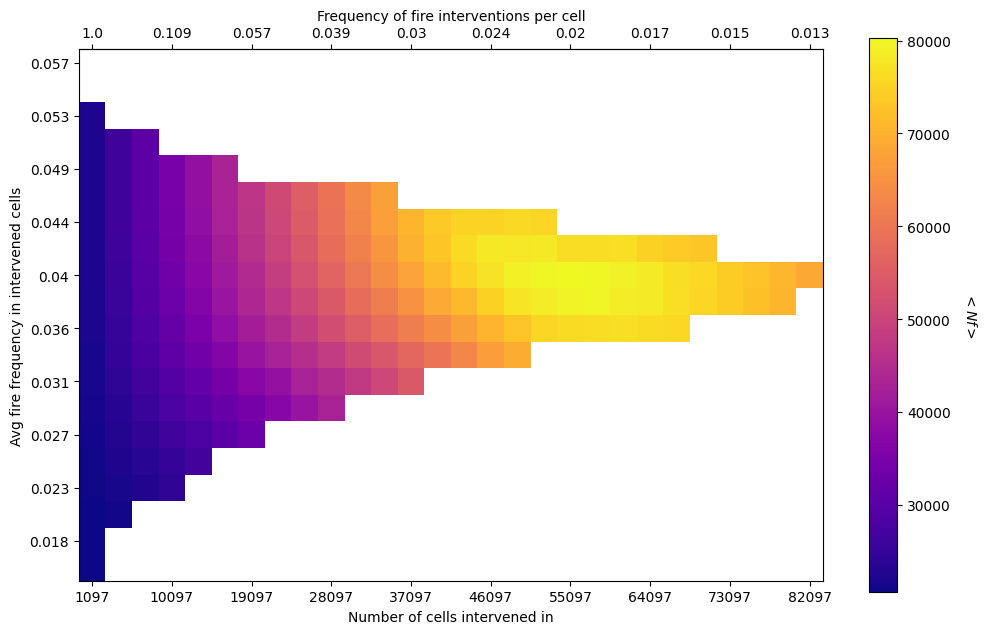 Frequency of fire interventions per cell
1.0 0.109 0.057 0.039 0.03 0.024 0.02 0.017 0.015 0.013
Avg fire frequency in intervened cells
0.057
0.053
0.049
0.044
0.04
0.036
0.031
0.027
0.023
0.018
1097 10097 19097 28097 37097 46097 55097 64097 73097 82097
Number of cells intervened in
80000
70000
60000
50000
40000
30000
< Nf >